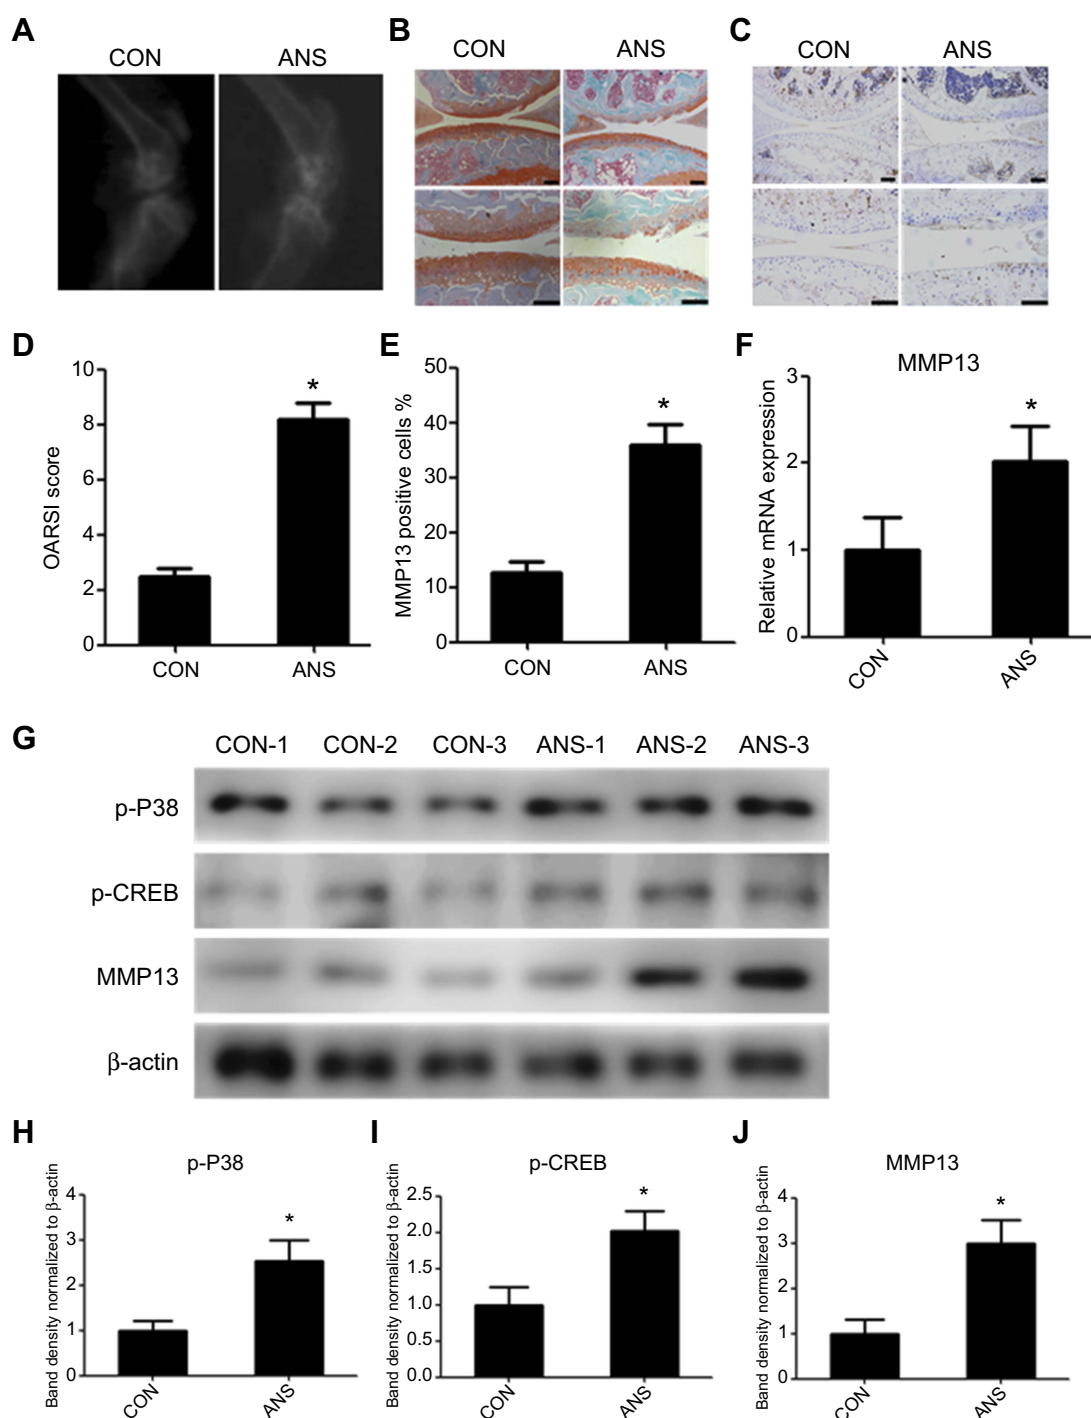 A
CON
ANS
B
CON
ANS
C
CON
ANS
D
OARSI score
10
8
6
4
2
0
*
CON
ANS
E
MMP13 positive cells %
50
40
30
20
10
0
*
CON
ANS
F
MMP13
Relative mRNA expression
3
2
1
0
*
CON
ANS
G
CON-1 CON-2 CON-3 ANS-1 ANS-2 ANS-3
p-P38
p-CREB
MMP13
β-actin
H
p-P38
Band density normalized to β-actin
4
3
2
1
0
*
CON
ANS
I
p-CREB
Band density normalized to β-actin
2.5
2.0
1.5
1.0
0.5
0.0
*
CON
ANS
J
MMP13
Band density normalized to β-actin
4
3
2
1
0
*
CON
ANS